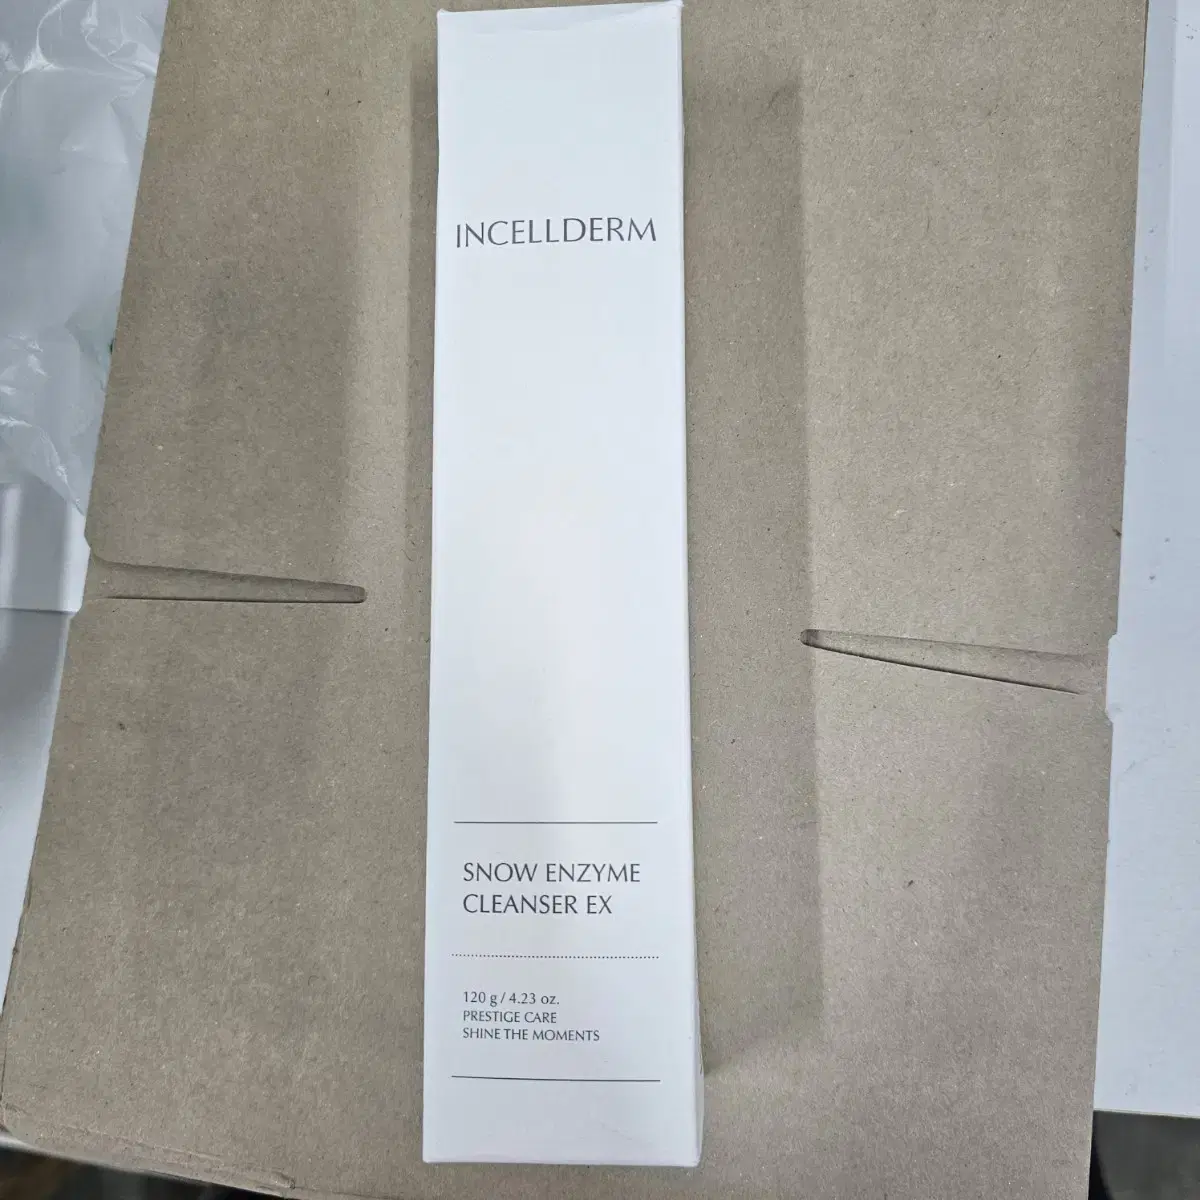 INCELLDERM
SNOW ENZYME
CLEANSER EX
120 g / 4.23 oz.
PRESTIGE CARE
SHINE THE MOMENTS